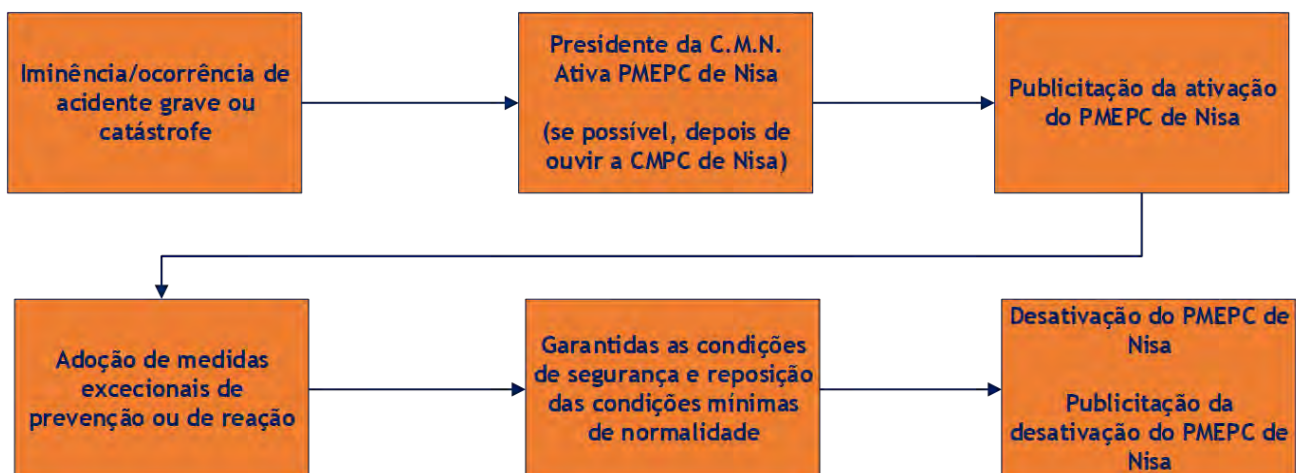 Iminência/ocorrência de
acidente grave ou
catástrofe
Presidente da C.M.N.
Ativa PMEPC de Nisa
(se possível, depois de
ouvir a CMPC de Nisa)
Publicitação da ativação
do PMEPC de Nisa
Adoção de medidas
excecionais de
prevenção ou de reação
Garantidas as condições
de segurança e reposição
das condições mínimas
de normalidade
Desativação do PMEPC de
Nisa
Publicitação da
desativação do PMEPC de
Nisa